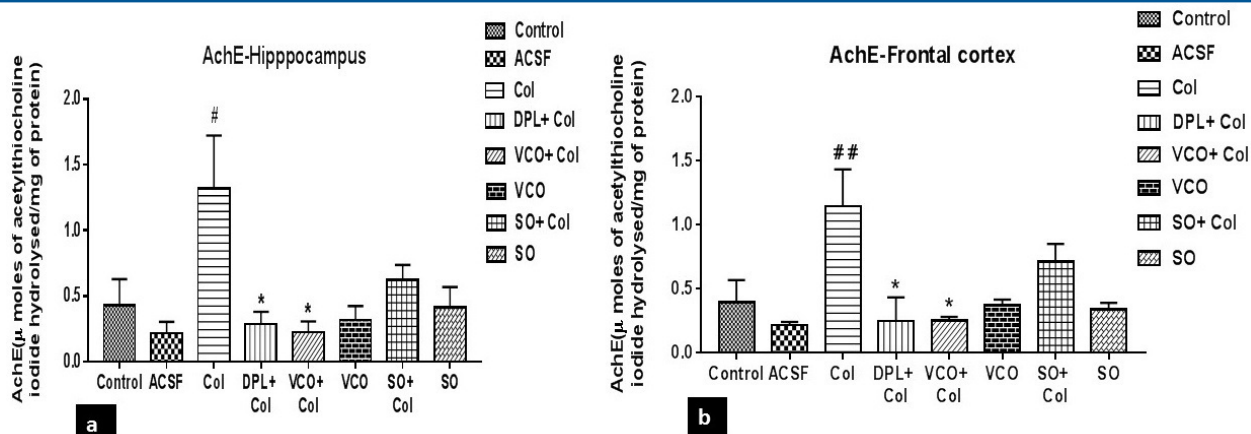 AchE-Hipppocampus
AchE(μ moles of acetylthiocholine
iodide hydrolysed/mg of protein)
2.0
1.5
1.0
0.5
0.0
#
*
*
Control
ACSF
Col
DPL+
Col
VCO+
Col
VCO
SO+
Col
SO
Control
ACSF
Col
DPL+ Col
VCO+ Col
VCO
SO+ Col
SO
a
AchE-Frontal cortex
AchE(μ moles of acetylthiocholine
iodide hydrolysed/mg of protein)
2.0
1.5
1.0
0.5
0.0
##
*
*
Control
ACSF
Col
DPL+
Col
VCO+
Col
VCO
SO+
Col
SO
Control
ACSF
Col
DPL+ Col
VCO+ Col
VCO
SO+ Col
SO
b